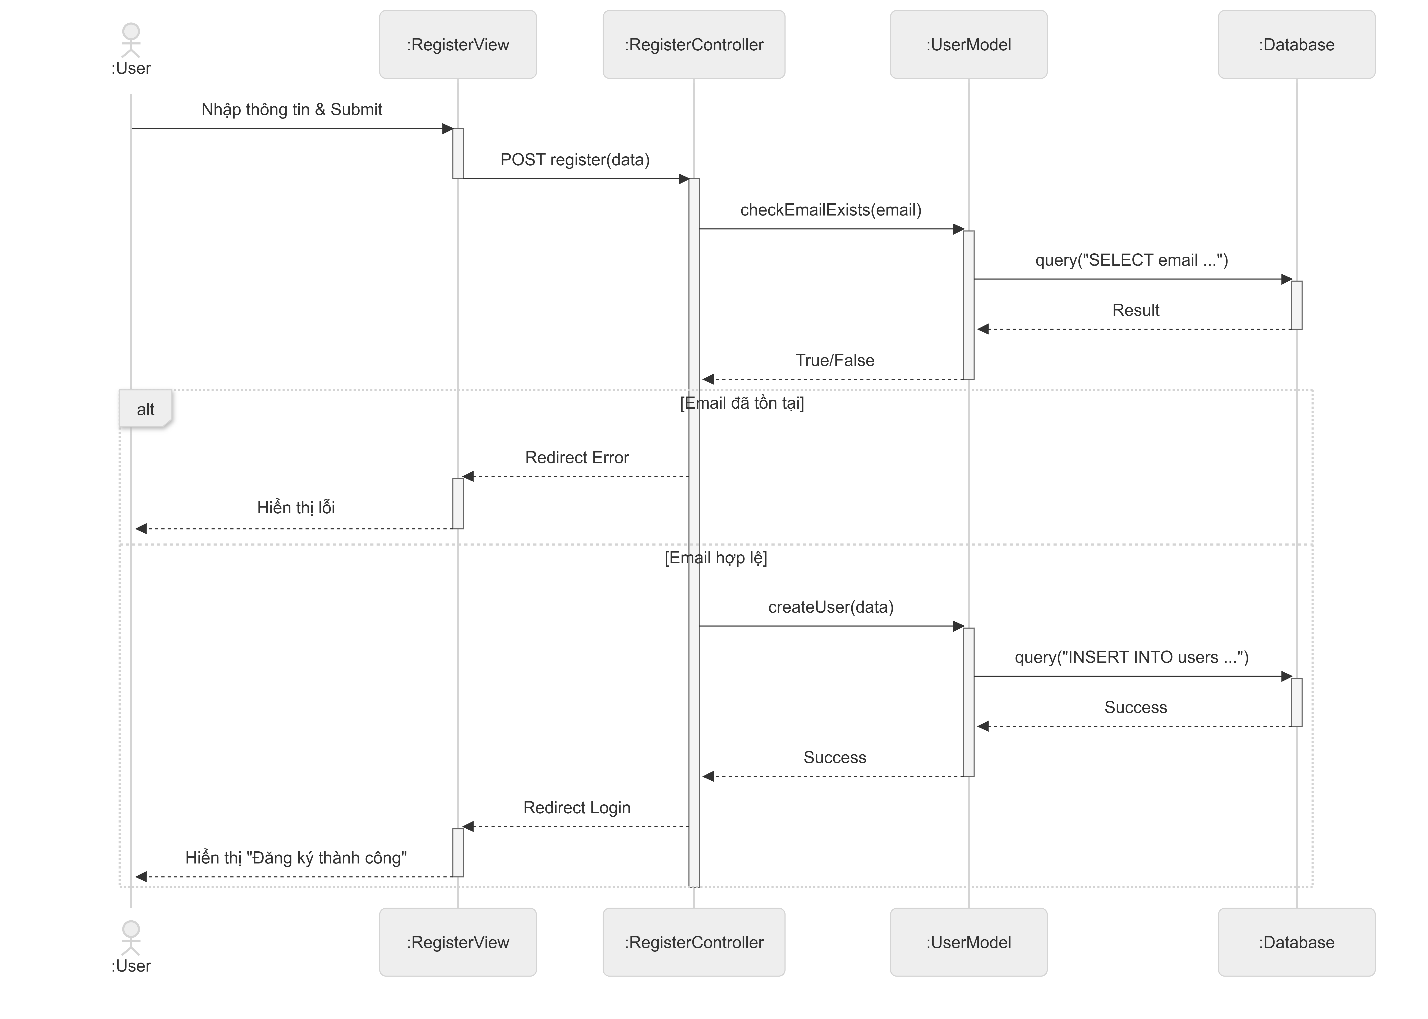 :User
:RegisterView
:RegisterController
:UserModel
:Database
Nhập thông tin & Submit
POST register(data)
checkEmailExists(email)
query("SELECT email ...")
Result
True/False
alt
[Email đã tồn tại]
Redirect Error
Hiển thị lỗi
[Email hợp lệ]
createUser(data)
query("INSERT INTO users ...")
Success
Success
Redirect Login
Hiển thị "Đăng ký thành công"
:User
:RegisterView
:RegisterController
:UserModel
:Database